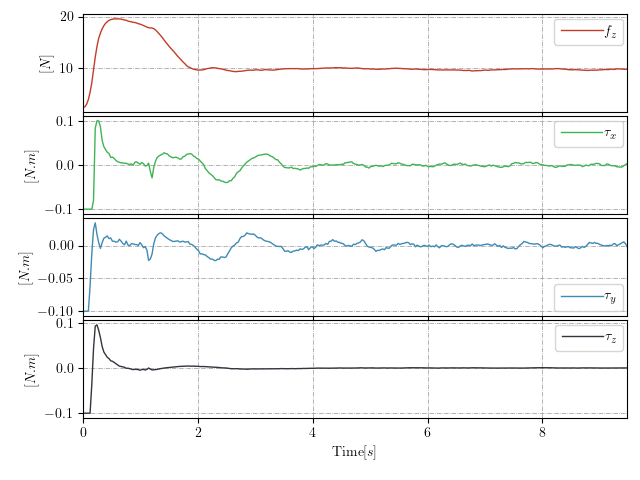 20
10
[N]
f_z
0.1
0.0
−0.1
[N.m]
τ_x
0.00
−0.05
−0.10
[N.m]
τ_y
0.1
0.0
−0.1
[N.m]
τ_z
0 2 4 6 8
Time[s]